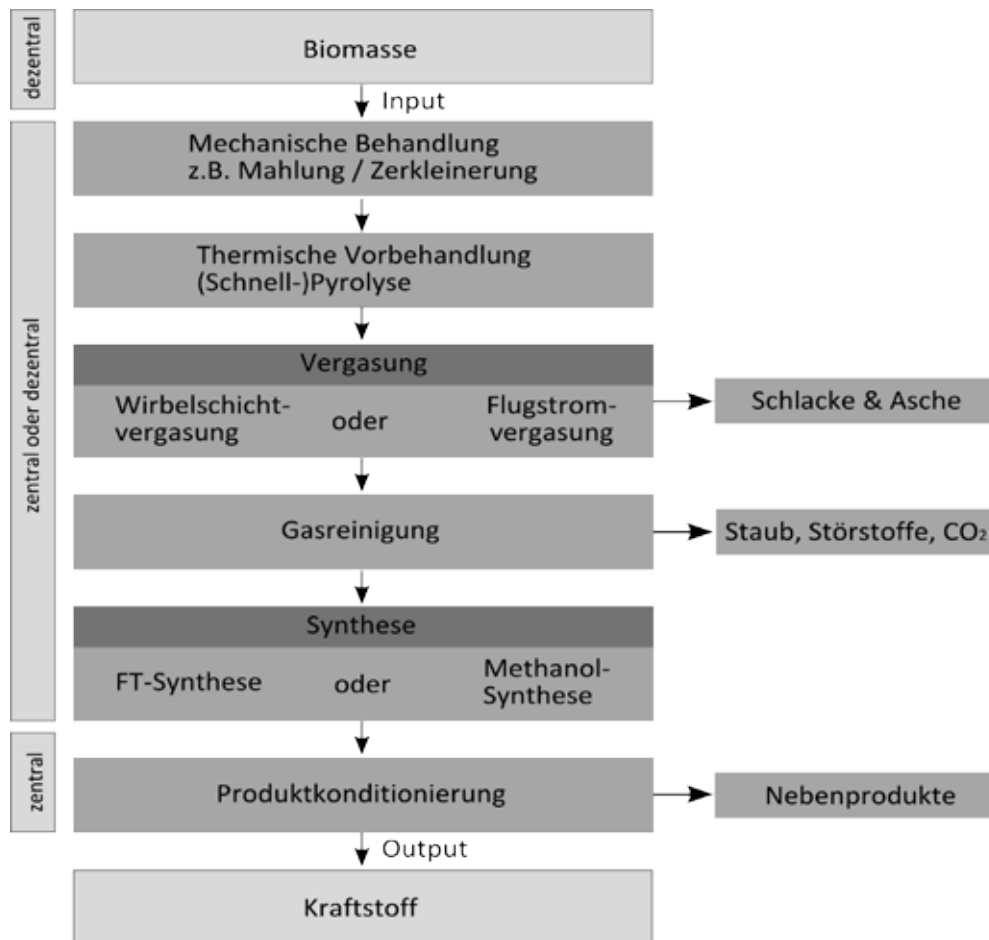 dezentral
Biomasse
Input
zentral oder dezentral
Mechanische Behandlung
z.B. Mahlung / Zerkleinerung
Thermische Vorbehandlung
(Schnell-)Pyrolyse
Vergasung
Wirbelschicht-
vergasung
oder
Flugstrom-
vergasung
Schlacke & Asche
Gasreinigung
Staub, Störstoffe, CO₂
Synthese
FT-Synthese
oder
Methanol-
Synthese
zentral
Produktkonditionierung
Nebenprodukte
Output
Kraftstoff